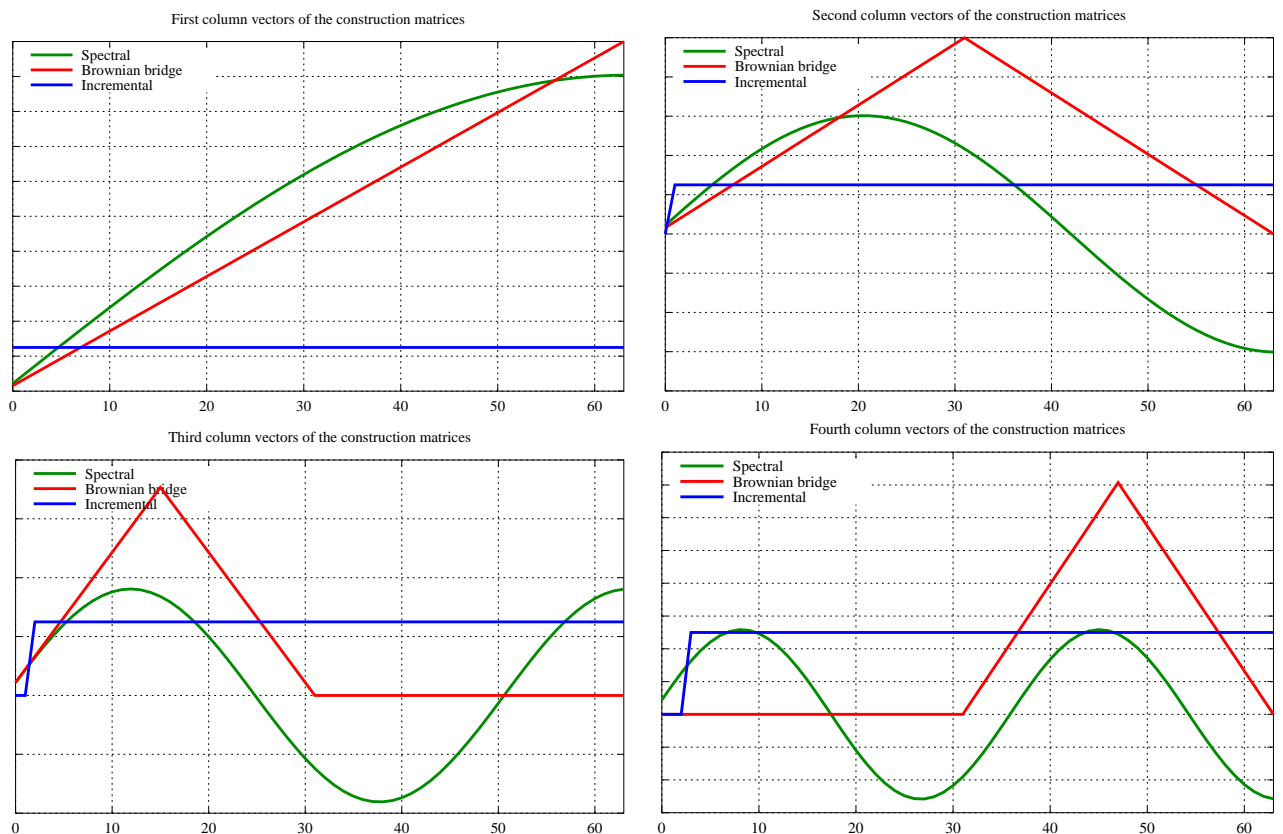 First column vectors of the construction matrices
Spectral
Brownian bridge
Incremental
0 10 20 30 40 50 60
Second column vectors of the construction matrices
Spectral
Brownian bridge
Incremental
0 10 20 30 40 50 60
Third column vectors of the construction matrices
Spectral
Brownian bridge
Incremental
0 10 20 30 40 50 60
Fourth column vectors of the construction matrices
Spectral
Brownian bridge
Incremental
0 10 20 30 40 50 60